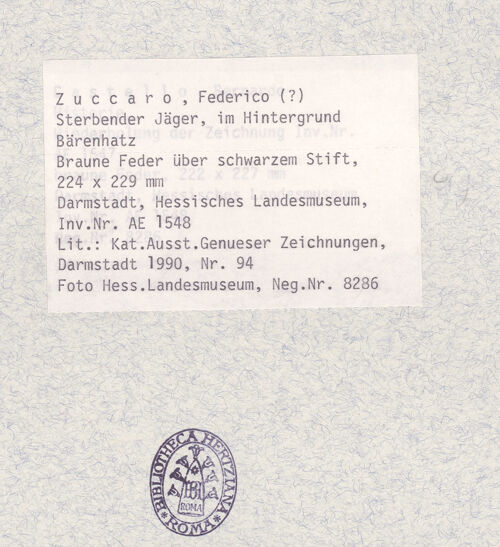 Z u c c a r o , Federico (?)
Sterbender Jäger, im Hintergrund
Bärenhatz
Braune Feder über schwarzem Stift,
224 x 229 mm
Darmstadt, Hessisches Landesmuseum,
Inv.Nr. AE 1548
Lit.: Kat.Ausst.Genueser Zeichnungen,
Darmstadt 1990, Nr. 94
Foto Hess.Landesmuseum, Neg.Nr. 8286
BIBLIOTHECA HERTZIANA
ROMA
ROMA